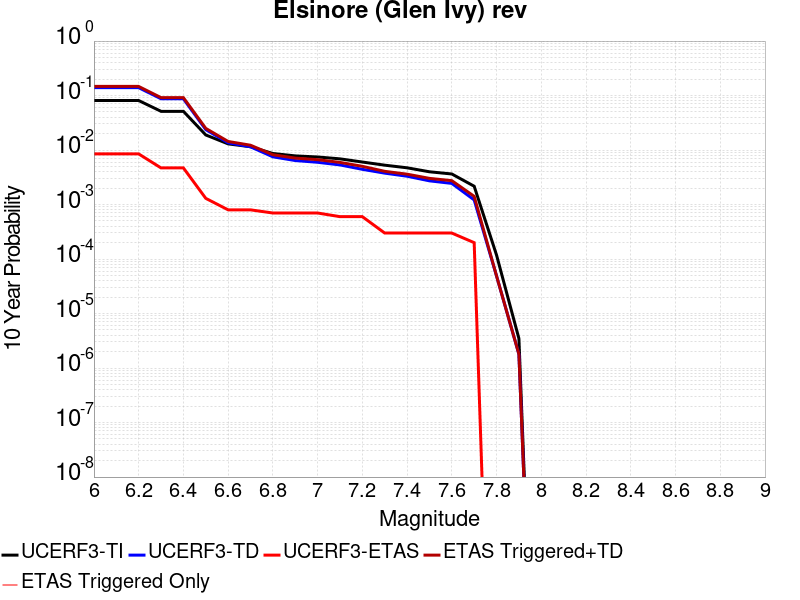 Elsinore (Glen Ivy) rev
10 Year Probability
10^0
10^-1
10^-2
10^-3
10^-4
10^-5
10^-6
10^-7
10^-8
6 6.2 6.4 6.6 6.8 7 7.2 7.4 7.6 7.8 8 8.2 8.4 8.6 8.8 9
Magnitude
UCERF3-TI UCERF3-TD UCERF3-ETAS ETAS Triggered+TD
ETAS Triggered Only